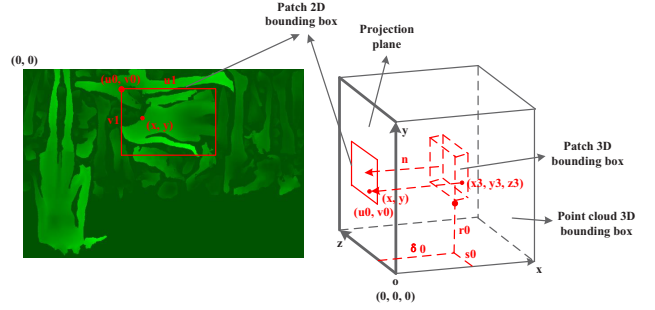 Patch 2D
bounding box
Projection
plane
(0, 0)
(u0, v0)
u1
v1
(x, y)
y
n
Patch 3D
bounding box
(x3, y3, z3)
(x, y)
(u0, v0)
r0
Point cloud 3D
bounding box
z
δ0
s0
x
o
(0, 0, 0)